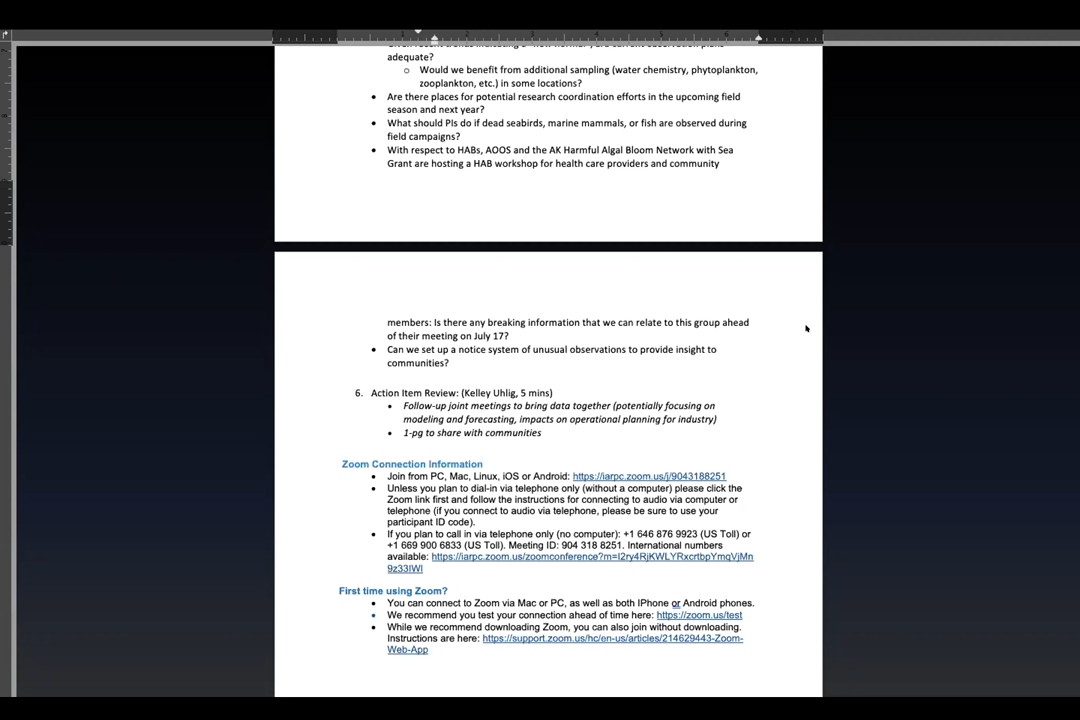 adequate?
o Would we benefit from additional sampling (water chemistry, phytoplankton,
zooplankton, etc.) in some locations?
• Are there places for potential research coordination efforts in the upcoming field
season and next year?
• What should PIs do if dead seabirds, marine mammals, or fish are observed during
field campaigns?
• With respect to HABs, AOOS and the AK Harmful Algal Bloom Network with Sea
Grant are hosting a HAB workshop for health care providers and community
members: Is there any breaking information that we can relate to this group ahead
of their meeting on July 17?
• Can we set up a notice system of unusual observations to provide insight to
communities?
6. Action Item Review: (Kelley Uhlig, 5 mins)
• Follow-up joint meetings to bring data together (potentially focusing on
modeling and forecasting, impacts on operational planning for industry)
• 1-pg to share with communities
Zoom Connection Information
• Join from PC, Mac, Linux, iOS or Android: https://iarpc.zoom.us/j/9043188251
• Unless you plan to dial-in via telephone only (without a computer) please click the
Zoom link first and follow the instructions for connecting to audio via computer or
telephone (if you connect to audio via telephone, please be sure to use your
participant ID code).
• If you plan to call in via telephone only (no computer): +1 646 876 9923 (US Toll) or
+1 669 900 6833 (US Toll). Meeting ID: 904 318 8251. International numbers
available: https://iarpc.zoom.us/zoomconference?m=I2ry4RjKWLYRxcrtbpYmqVjMn
9z33IWI
First time using Zoom?
• You can connect to Zoom via Mac or PC, as well as both IPhone or Android phones.
• We recommend you test your connection ahead of time here: https://zoom.us/test
• While we recommend downloading Zoom, you can also join without downloading.
Instructions are here: https://support.zoom.us/hc/en-us/articles/214629443-Zoom-
Web-App